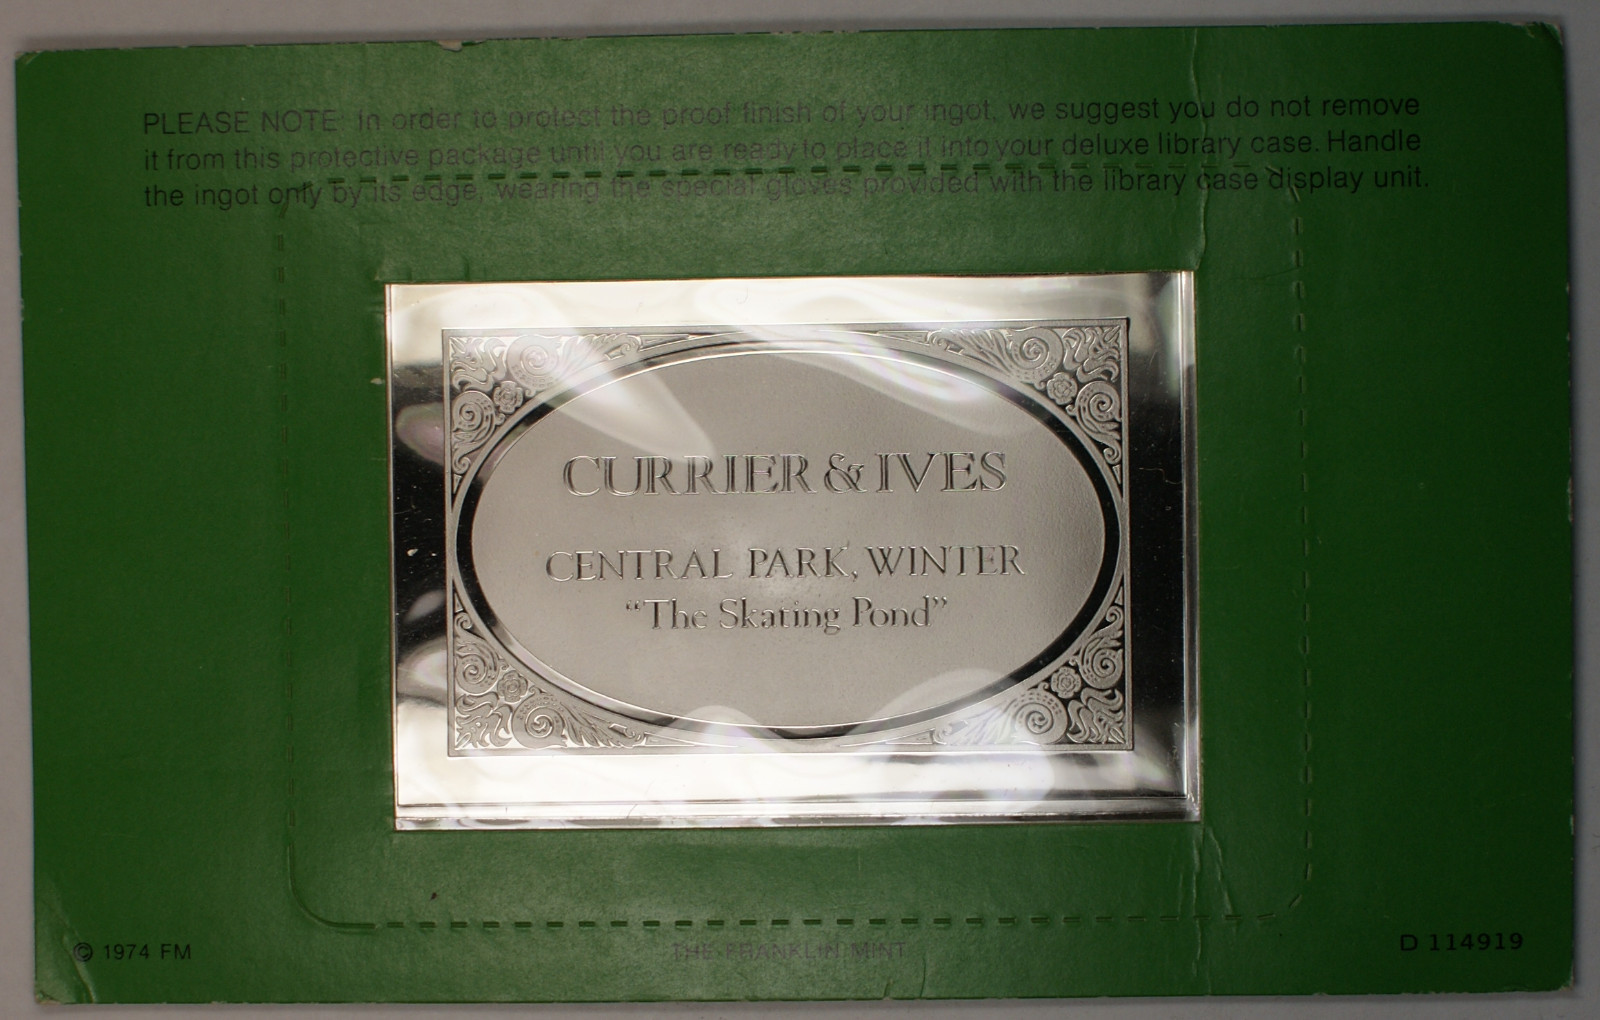 PLEASE NOTE: In order to protect the proof finish of your ingot, we suggest you do not remove
it from this protective package until you are ready to place it into your deluxe library case. Handle
the ingot only by its edge, wearing the special gloves provided with the library case display unit.
CURRIER & IVES
CENTRAL PARK, WINTER
“The Skating Pond”
© 1974 FM
THE FRANKLIN MINT
D 114919